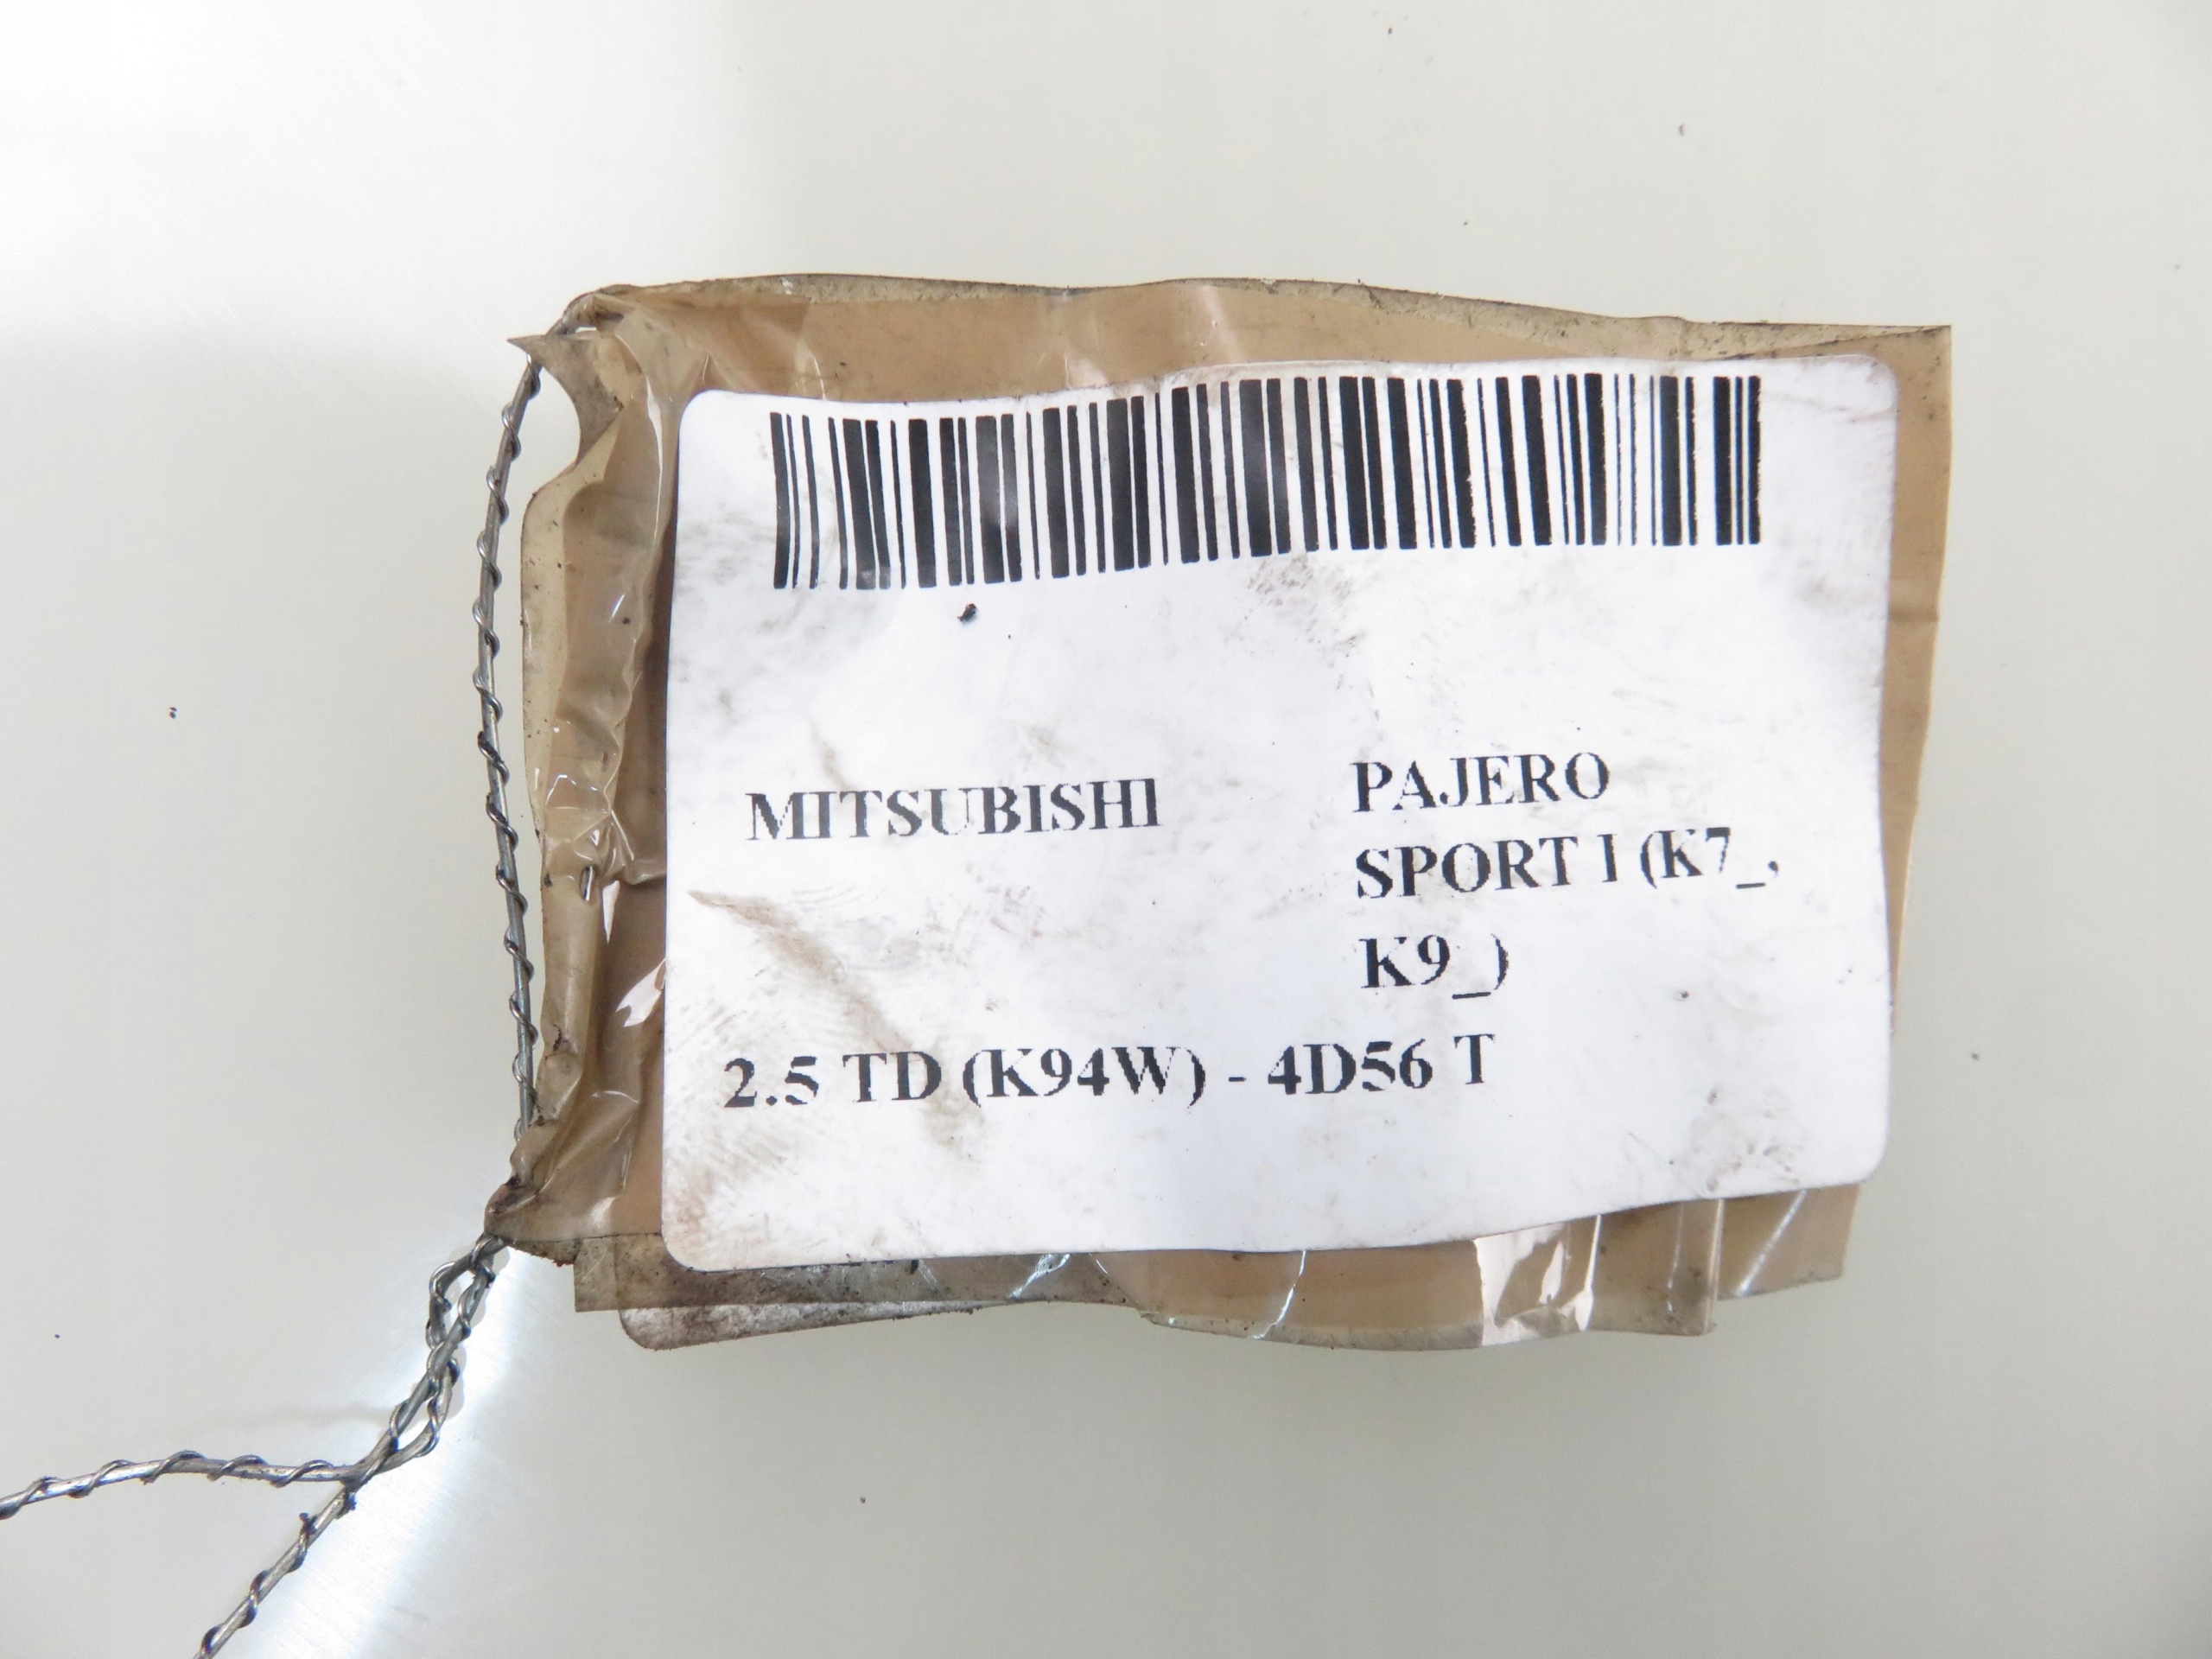 MITSUBISHI
PAJERO
SPORT I (K7_,
K9_)
2.5 TD (K94W) - 4D56 T